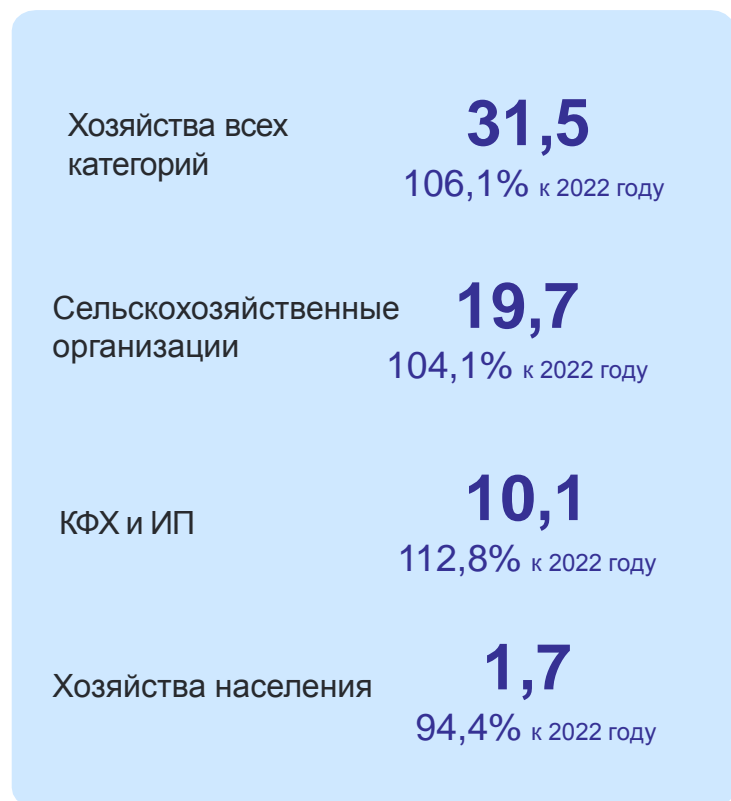 Хозяйства всех
категорий
31,5
106,1% к 2022 году
Сельскохозяйственные
организации
19,7
104,1% к 2022 году
КФХ и ИП
10,1
112,8% к 2022 году
Хозяйства населения
1,7
94,4% к 2022 году